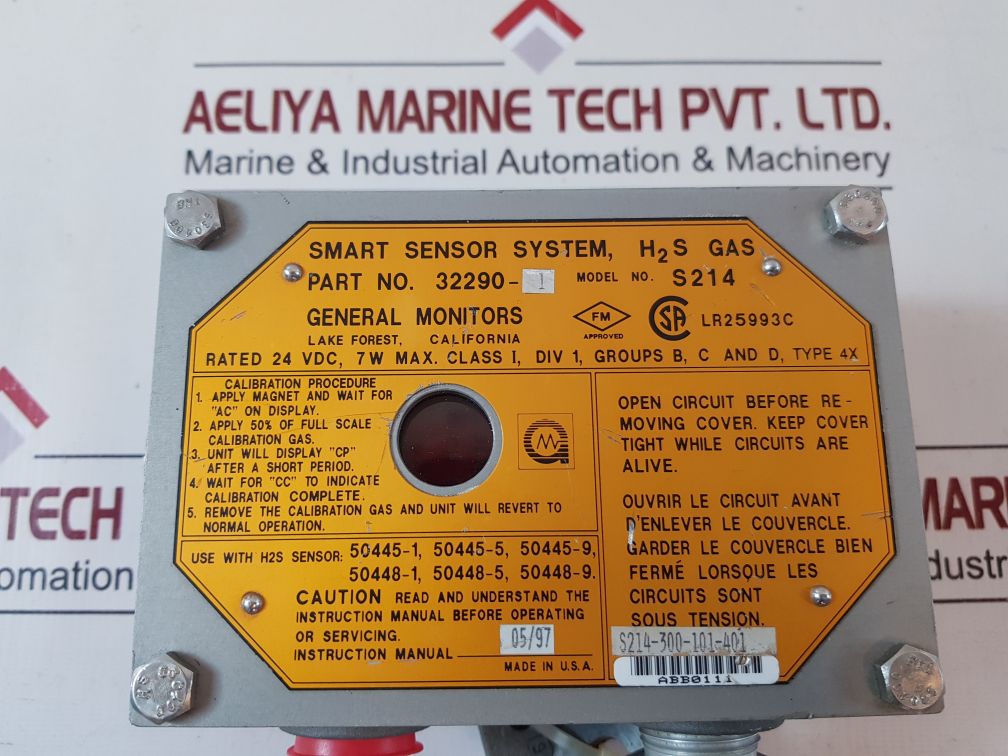 AELIYA MARINE TECH PVT. LTD.
Marine & Industrial Automation & Machinery
SMART SENSOR SYSTEM, H2S GAS
PART NO. 32290-1 MODEL NO. S214
GENERAL MONITORS
LAKE FOREST, CALIFORNIA
FM
APPROVED
SA
LR25993C
RATED 24 VDC, 7W MAX. CLASS I, DIV 1, GROUPS B, C AND D, TYPE 4X
CALIBRATION PROCEDURE
1. APPLY MAGNET AND WAIT FOR
"AC" ON DISPLAY.
2. APPLY 50% OF FULL SCALE
CALIBRATION GAS.
3. UNIT WILL DISPLAY "CP"
AFTER A SHORT PERIOD.
4. WAIT FOR "CC" TO INDICATE
CALIBRATION COMPLETE.
5. REMOVE THE CALIBRATION GAS AND UNIT WILL REVERT TO
NORMAL OPERATION.
USE WITH H2S SENSOR: 50445-1, 50445-5, 50445-9,
50448-1, 50448-5, 50448-9.
CAUTION READ AND UNDERSTAND THE
INSTRUCTION MANUAL BEFORE OPERATING
OR SERVICING.
INSTRUCTION MANUAL 05/97
MADE IN U.S.A.
OPEN CIRCUIT BEFORE RE-
MOVING COVER. KEEP COVER
TIGHT WHILE CIRCUITS ARE
ALIVE.
OUVRIR LE CIRCUIT AVANT
D'ENLEVER LE COUVERCLE.
GARDER LE COUVERCLE BIEN
FERMÉ LORSQUE LES
CIRCUITS SONT
SOUS TENSION.
S214-300-101-401
ABB0111
TECH
omation
MAR
dustr